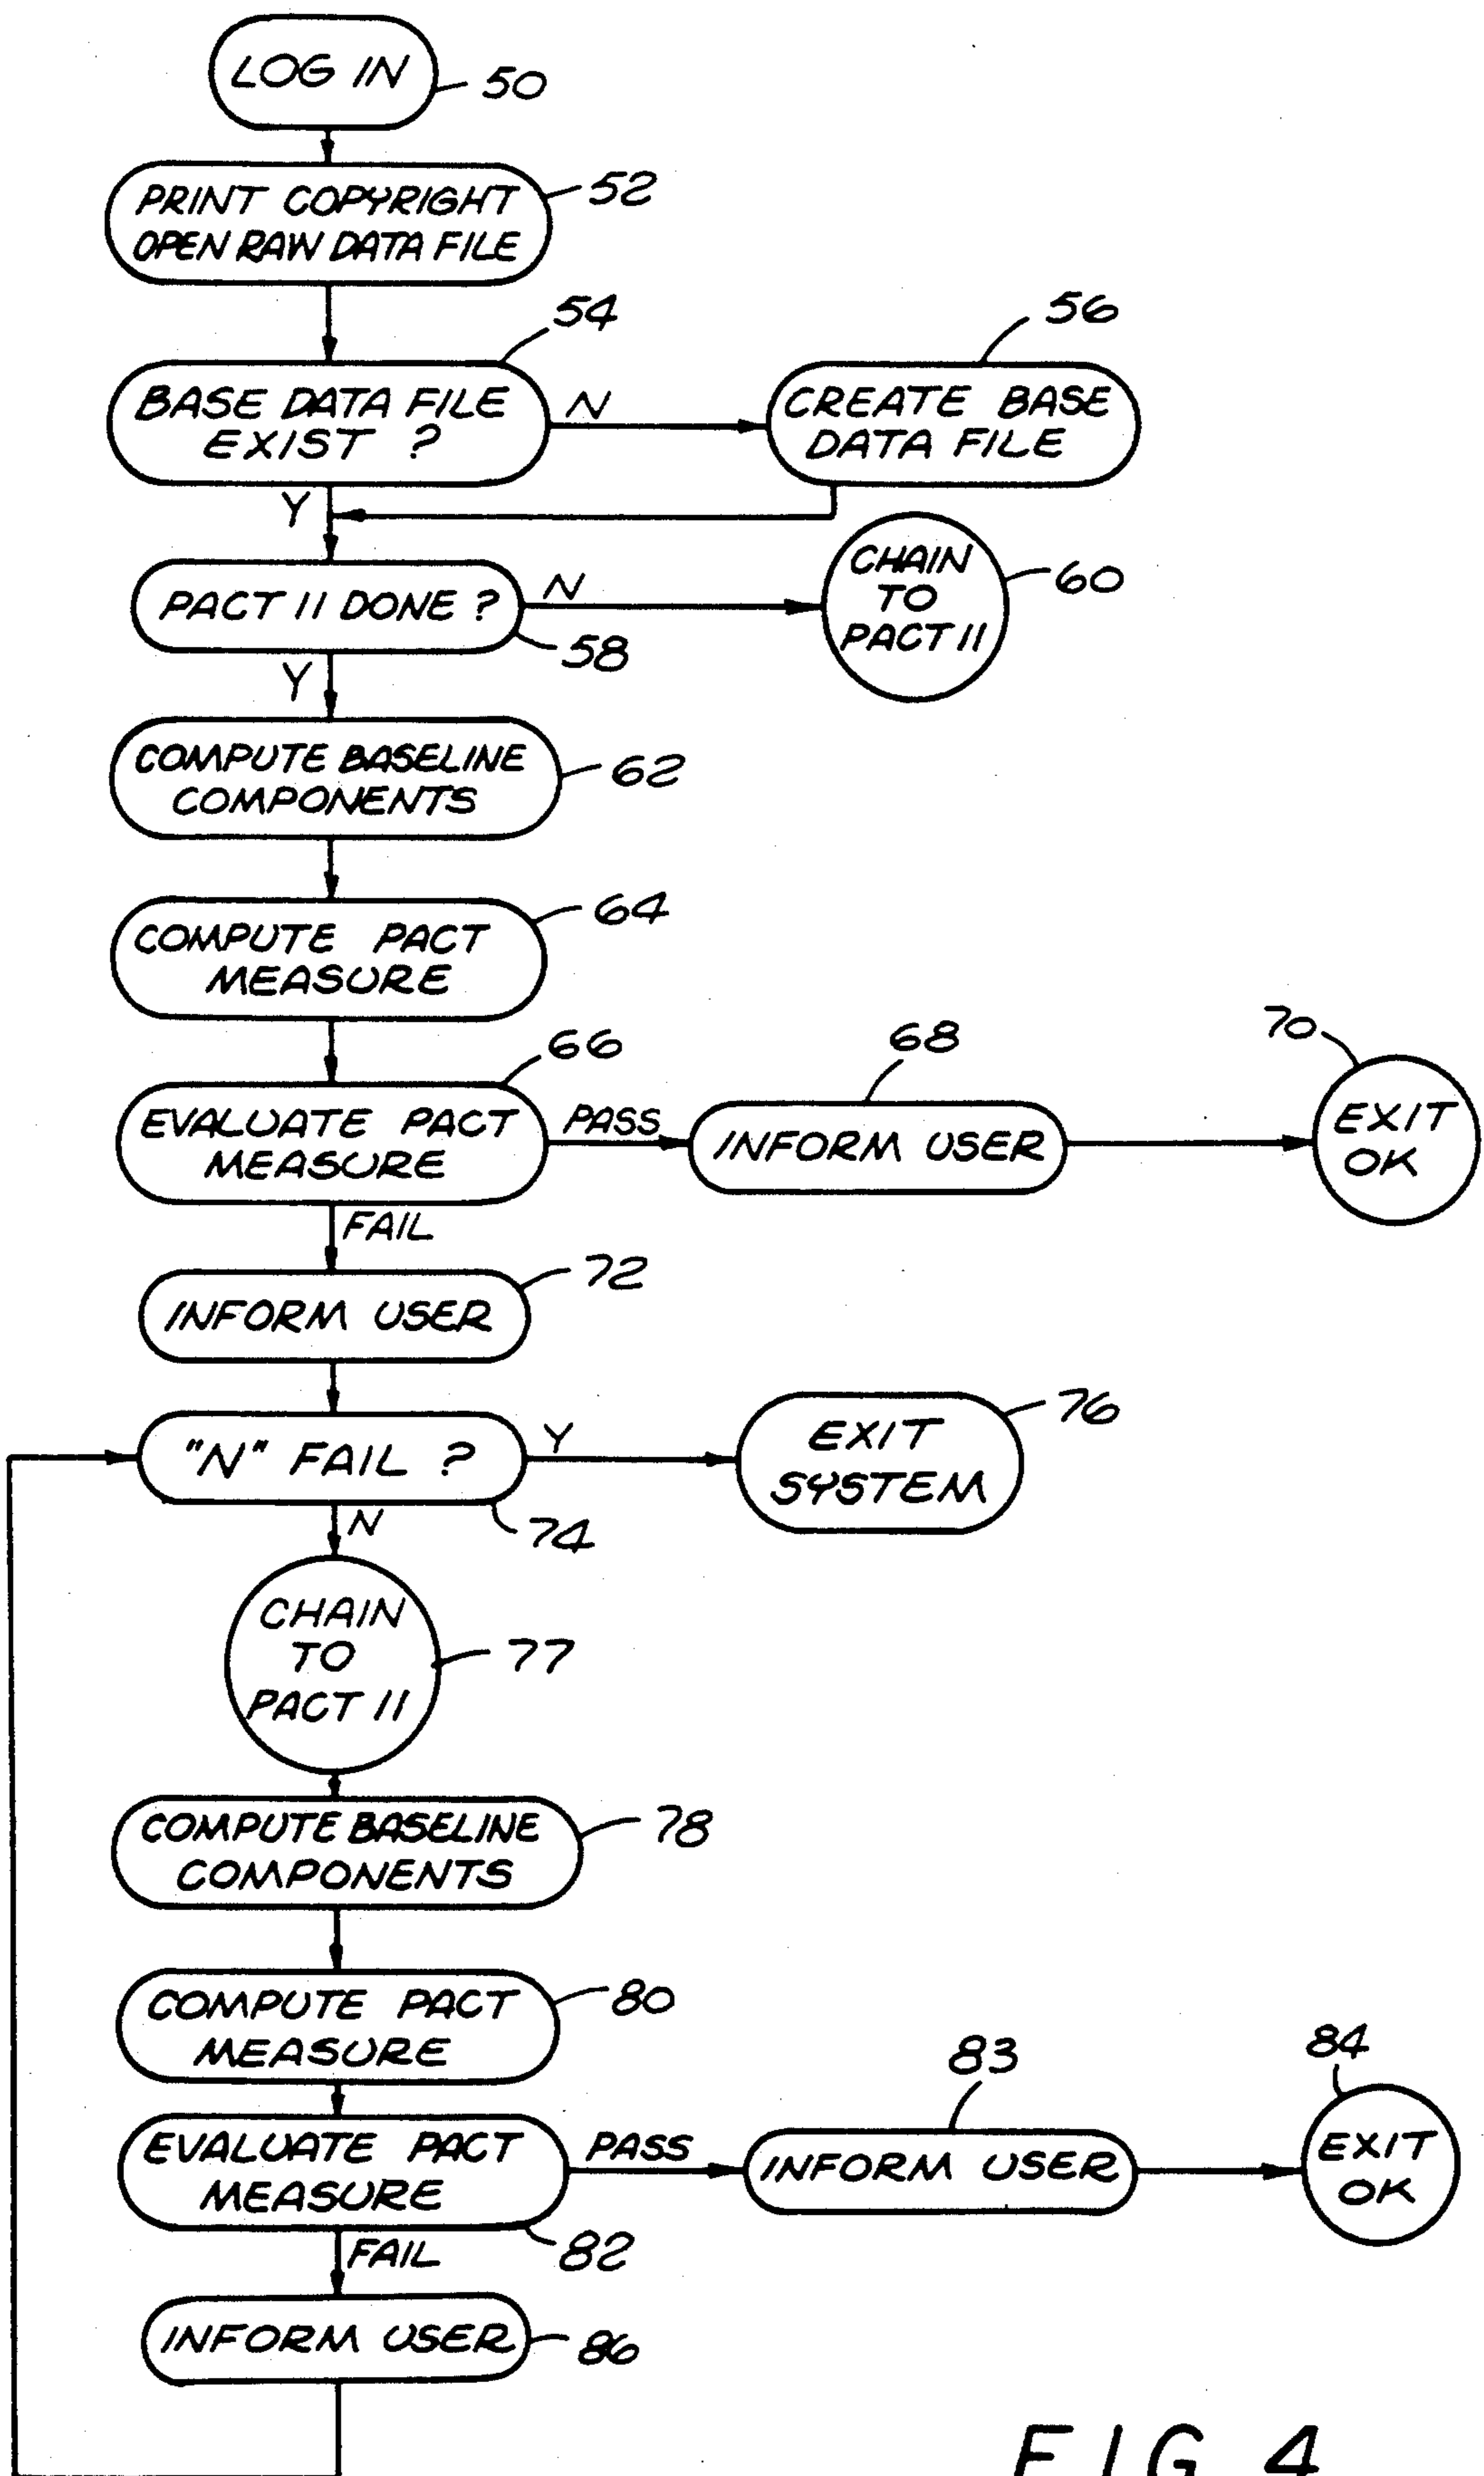 LOG IN
50
PRINT COPYRIGHT
OPEN RAW DATA FILE
52
54
BASE DATA FILE
EXIST ?
N
56
CREATE BASE
DATA FILE
Y
PACT II DONE ?
N
58
CHAIN
TO
PACT II
60
Y
COMPUTE BASELINE
COMPONENTS
62
COMPUTE PACT
MEASURE
64
66
EVALUATE PACT
MEASURE
PASS
68
INFORM USER
70
EXIT
OK
FAIL
72
INFORM USER
"N" FAIL ?
Y
74
76
EXIT
SYSTEM
N
CHAIN
TO
PACT II
77
COMPUTE BASELINE
COMPONENTS
78
COMPUTE PACT
MEASURE
80
EVALUATE PACT
MEASURE
PASS
82
83
INFORM USER
84
EXIT
OK
FAIL
INFORM USER
86
FIG 4